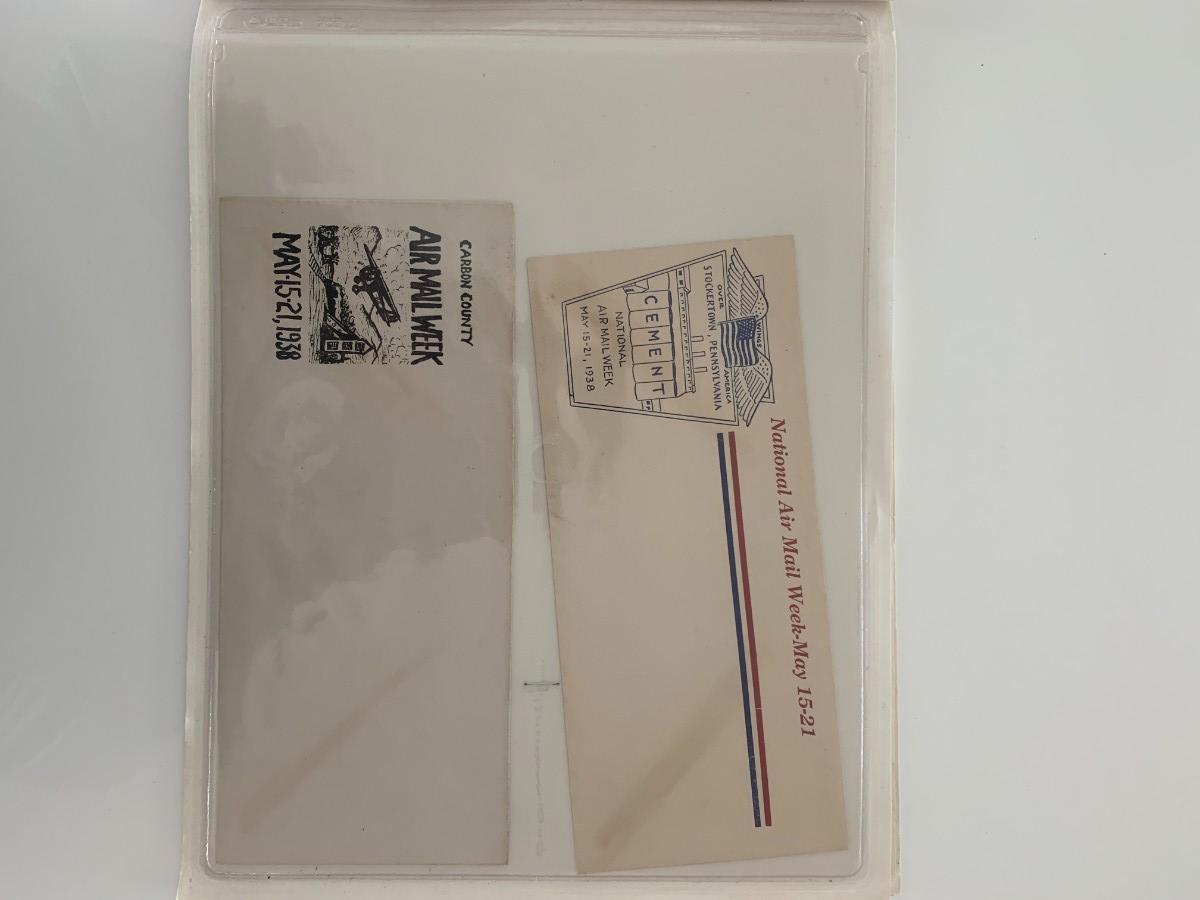 National Air Mail Week-May 15-21
WINGS
AMERICA
OVER
STOCKERTOWN, PENNSYLVANIA
CEMENT
NATIONAL
AIR MAIL WEEK
MAY 15-21, 1938
CARBON COUNTY
AIR MAIL WEEK
MAY-15-21, 1938